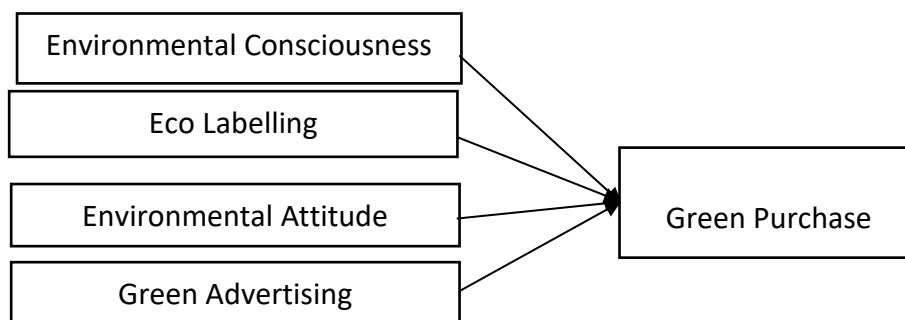 Environmental Consciousness
Eco Labelling
Environmental Attitude
Green Advertising
Green Purchase